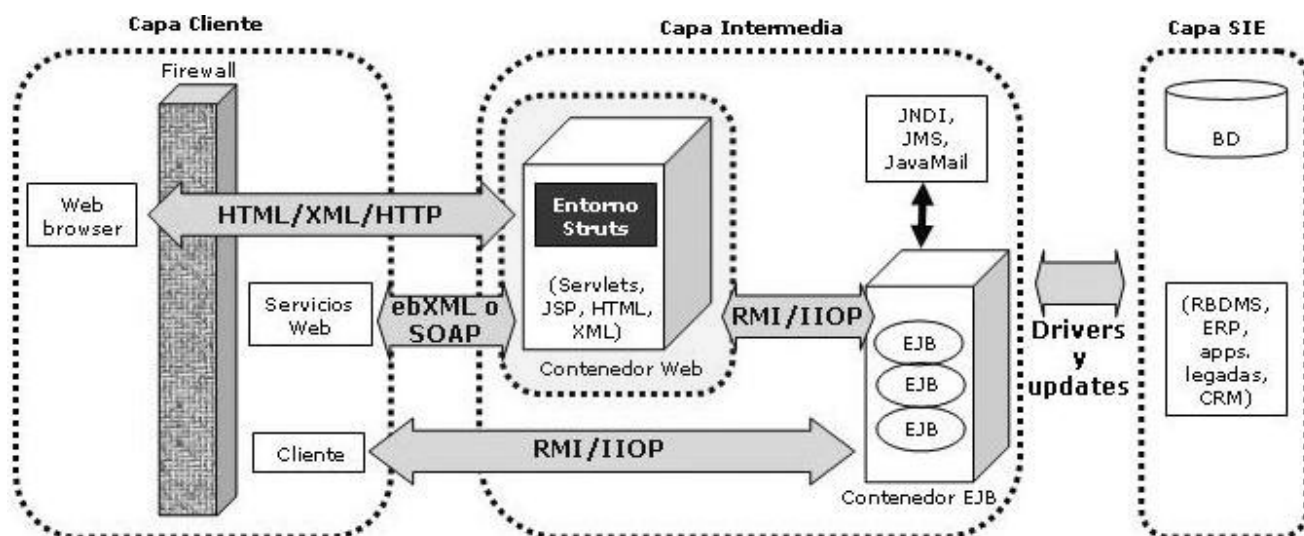 Capa Cliente
Capa Intermedia
Capa SIE
Firewall
Web
browser
HTML/XML/HTTP
Servicios
Web
ebXML o
SOAP
Cliente
RMI/IIOP
Entorno
Struts
(Servlets,
JSP, HTML,
XML)
Contenedor Web
RMI/IIOP
JNDI,
JMS,
JavaMail
EJB
EJB
EJB
Contenedor EJB
Drivers
y
updates
BD
(RBDMS,
ERP,
apps.
legadas,
CRM)